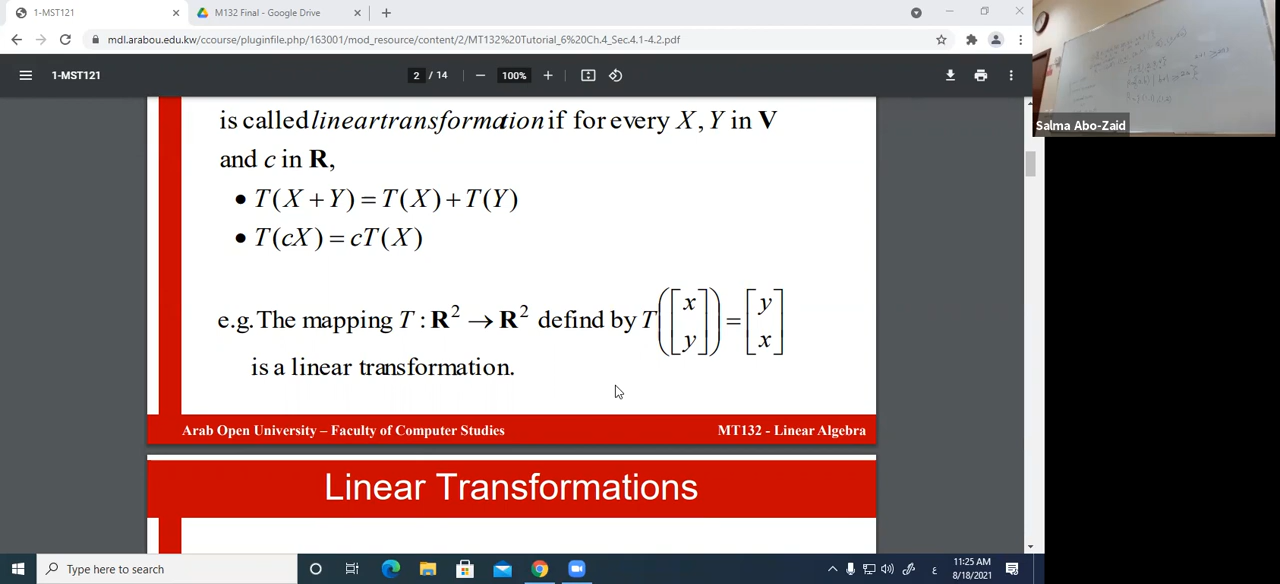 1-MST121
M132 Final - Google Drive
mdl.arabou.edu.kw/ccourse/pluginfile.php/163001/mod_resource/content/2/MT132%20Tutorial_6%20Ch.4_Sec.4.1-4.2.pdf
1-MST121
2 / 14
100%
is called linear transformation if for every X, Y in V
and c in R,
• T(X + Y) = T(X) + T(Y)
• T(cX) = cT(X)
e.g. The mapping T : R² → R² defind by T([x y]) = [y x]
is a linear transformation.
Arab Open University – Faculty of Computer Studies
MT132 - Linear Algebra
Linear Transformations
Salma Abo-Zaid
Type here to search
ع
11:25 AM
8/18/2021